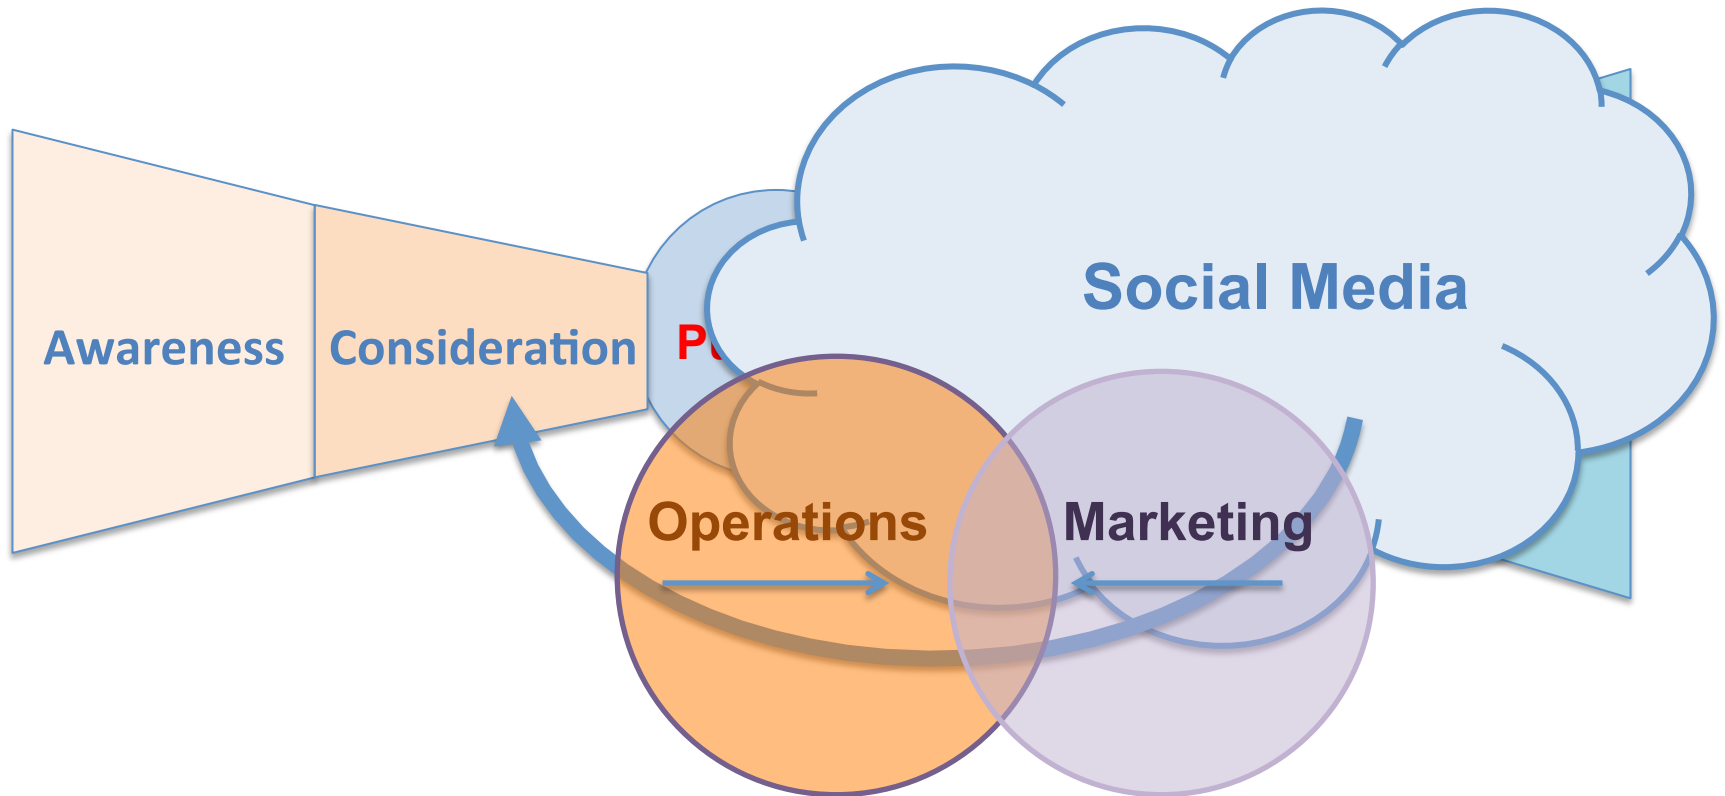 Social Media
Awareness
Consideration
Operations
Marketing